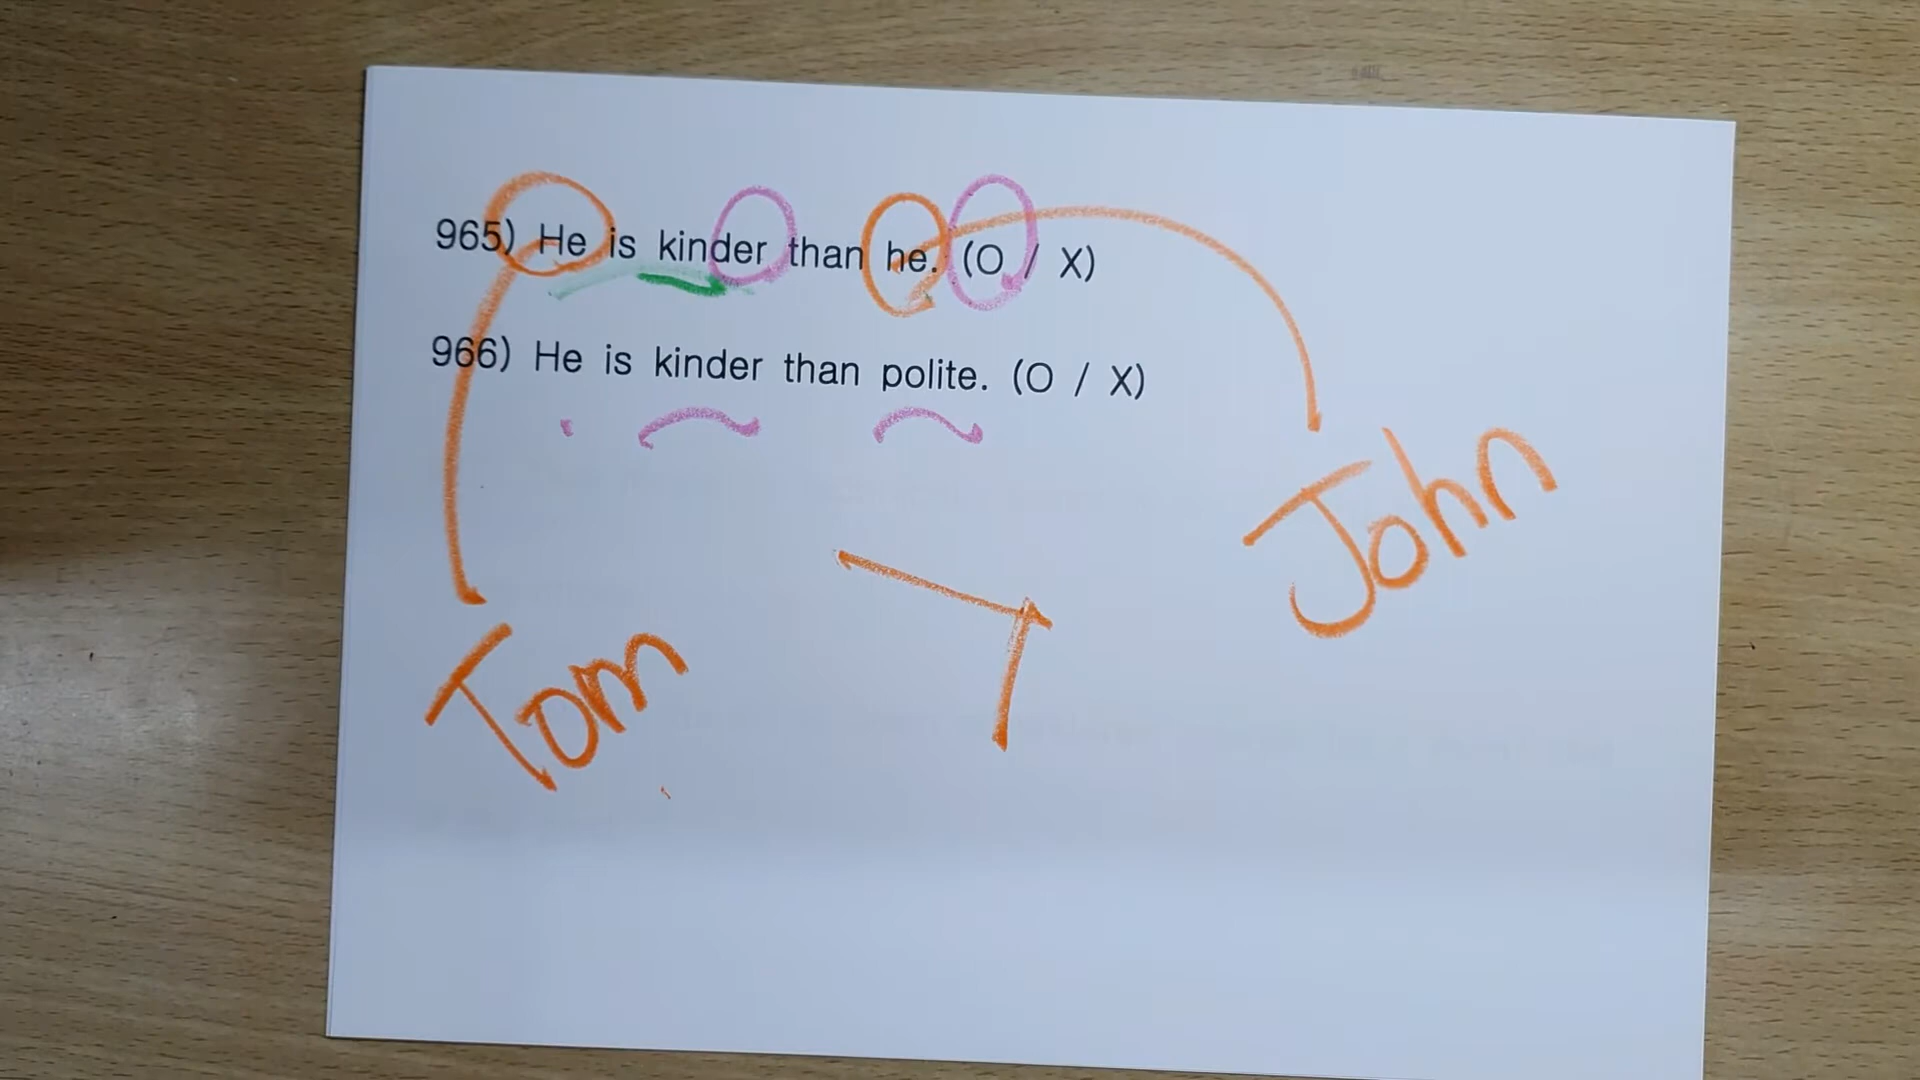 965) He is kinder than he. (O / X)
966) He is kinder than polite. (O / X)
John
Tom